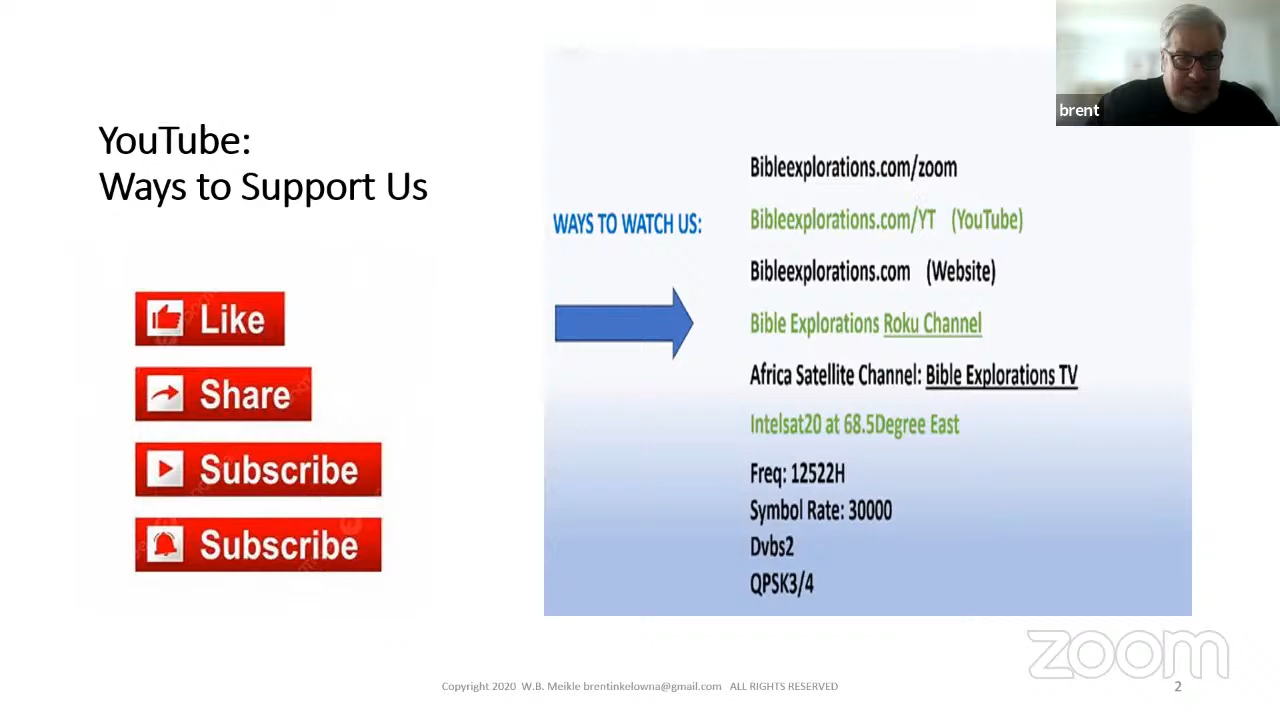 brent
YouTube:
Ways to Support Us
Like
Share
Subscribe
Subscribe
WAYS TO WATCH US:
Bibleexplorations.com/zoom
Bibleexplorations.com/YT (YouTube)
Bibleexplorations.com (Website)
Bible Explorations Roku Channel
Africa Satellite Channel: Bible Explorations TV
Intelsat20 at 68.5Degree East
Freq: 12522H
Symbol Rate: 30000
Dvbs2
QPSK3/4
zoom
Copyright 2020 W.B. Meikle brentinkelowna@gmail.com ALL RIGHTS RESERVED
2